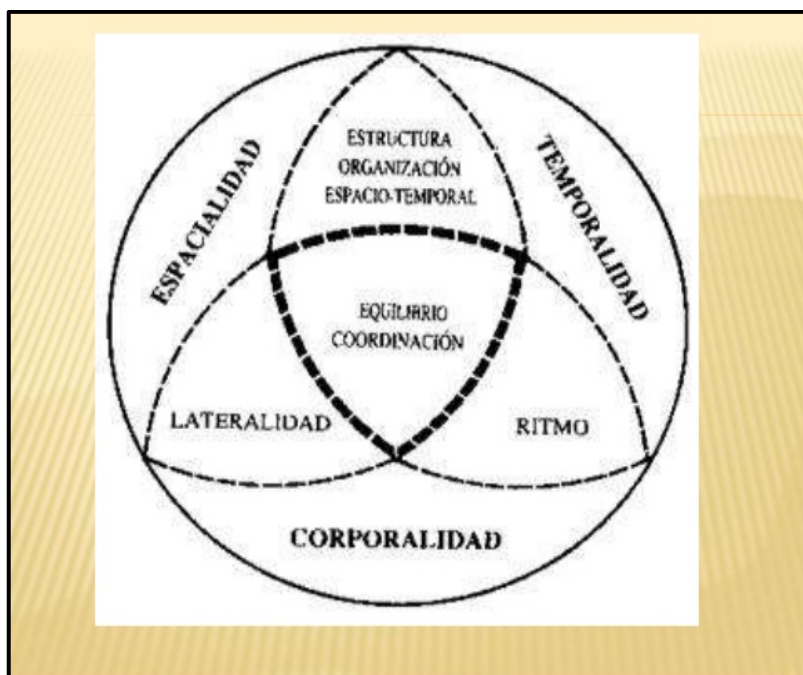 ESPACIALIDAD
ESTRUCTURA
ORGANIZACIÓN
ESPACIO-TEMPORAL
TEMPORALIDAD
EQUILIBRIO
COORDINACIÓN
LATERALIDAD
RITMO
CORPORALIDAD